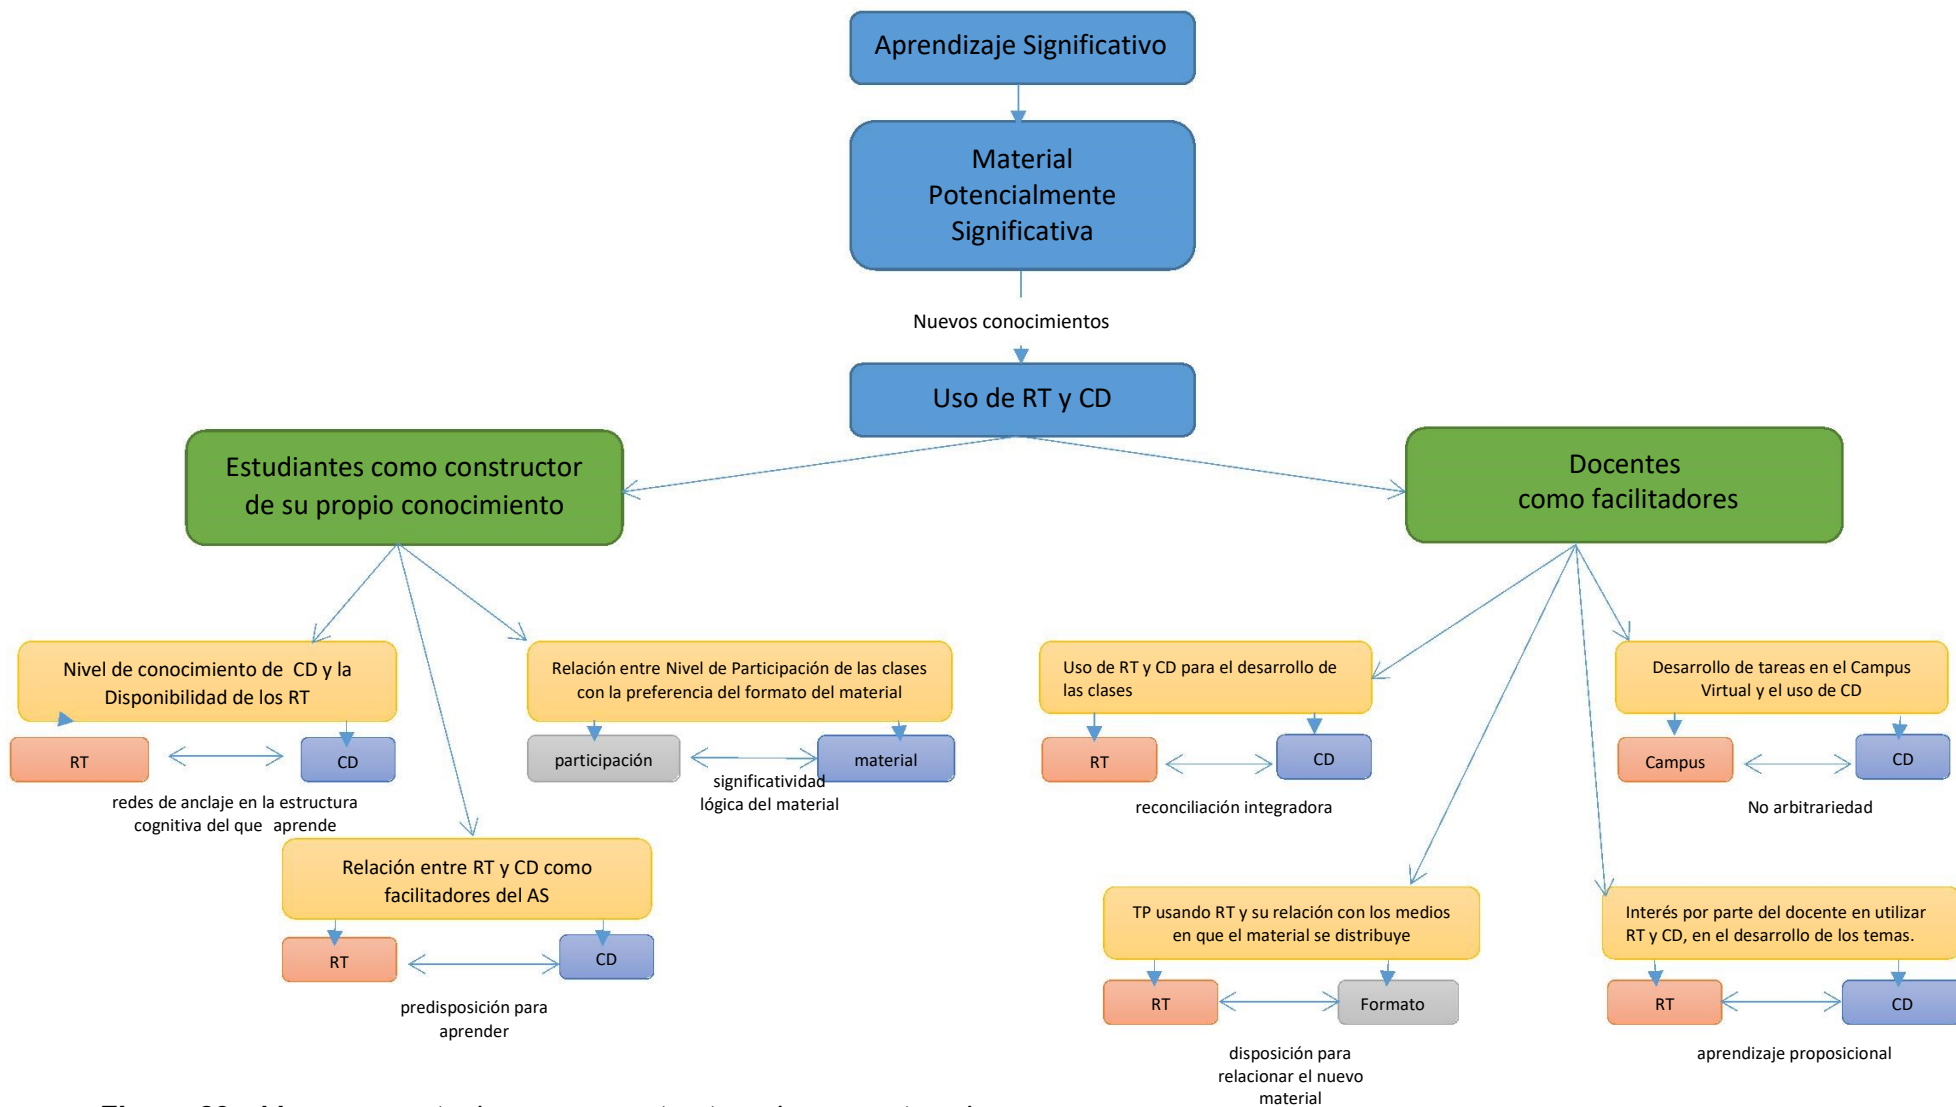 Aprendizaje Significativo
Material
Potencialmente
Significativa
Nuevos conocimientos
Uso de RT y CD
Estudiantes como constructor
de su propio conocimiento
Docentes
como facilitadores
Nivel de conocimiento de CD y la
Disponibilidad de los RT
RT
CD
redes de anclaje en la estructura
cognitiva del que aprende
Relación entre Nivel de Participación de las clases
con la preferencia del formato del material
participación
material
significatividad
lógica del material
Relación entre RT y CD como
facilitadores del AS
RT
CD
predisposición para
aprender
Uso de RT y CD para el desarrollo de
las clases
RT
CD
reconciliación integradora
Desarrollo de tareas en el Campus
Virtual y el uso de CD
Campus
CD
No arbitrariedad
TP usando RT y su relación con los medios
en que el material se distribuye
RT
Formato
disposición para
relacionar el nuevo
material
Interés por parte del docente en utilizar
RT y CD, en el desarrollo de los temas.
RT
CD
aprendizaje proposicional